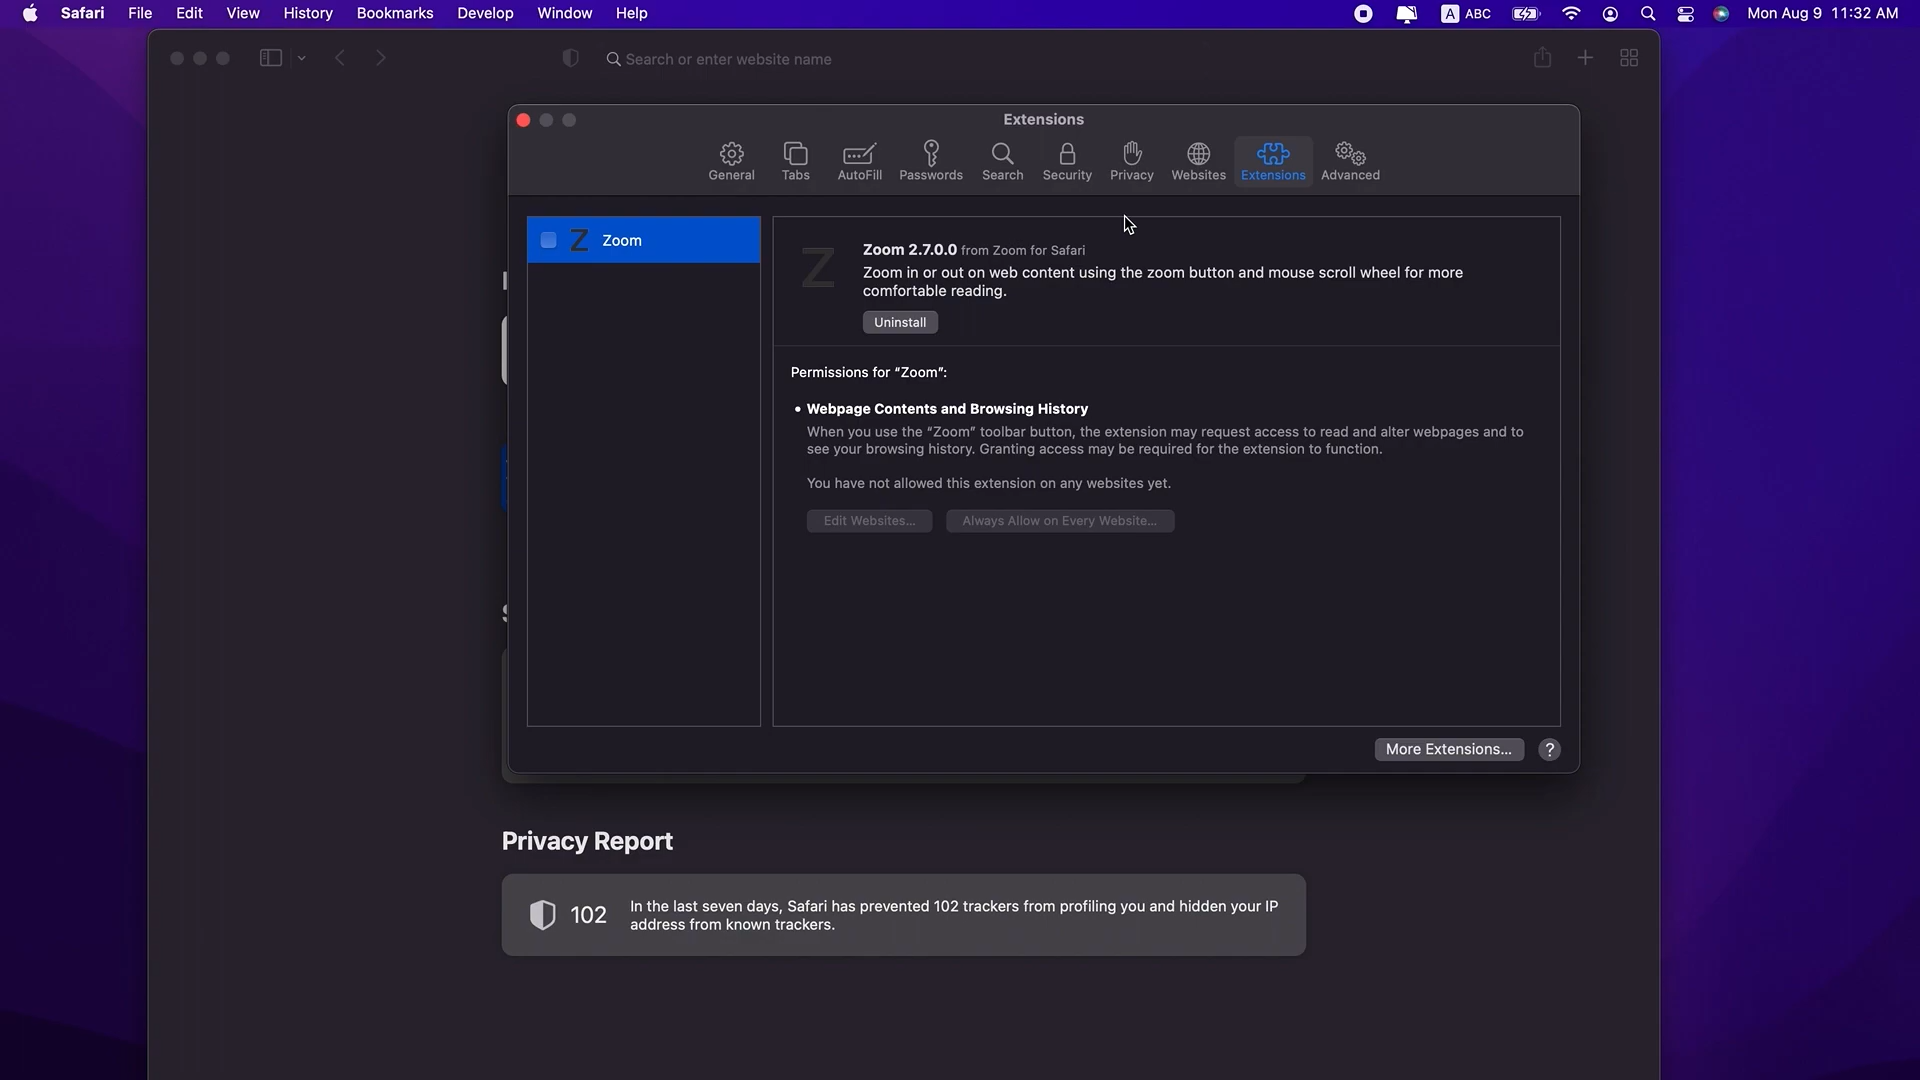 Safari File Edit View History Bookmarks Develop Window Help A ABC Mon Aug 9 11:32 AM
Search or enter website name
Extensions
General Tabs AutoFill Passwords Search Security Privacy Websites Extensions Advanced
Z Zoom
Z
Zoom 2.7.0.0 from Zoom for Safari
Zoom in or out on web content using the zoom button and mouse scroll wheel for more
comfortable reading.
Uninstall
Permissions for “Zoom”:
• Webpage Contents and Browsing History
When you use the “Zoom” toolbar button, the extension may request access to read and alter webpages and to
see your browsing history. Granting access may be required for the extension to function.
You have not allowed this extension on any websites yet.
Edit Websites... Always Allow on Every Website...
More Extensions... ?
Privacy Report
102
In the last seven days, Safari has prevented 102 trackers from profiling you and hidden your IP
address from known trackers.